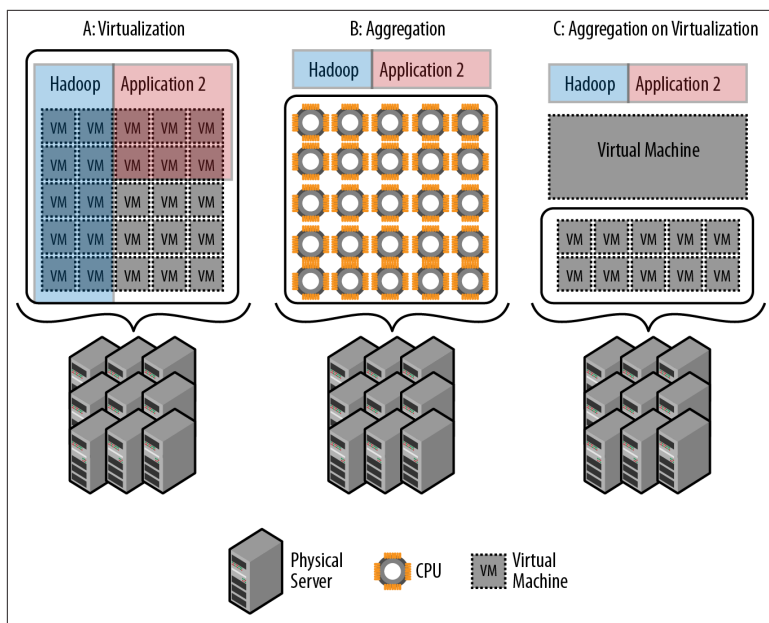 A: Virtualization
Hadoop Application 2
VM VM VM VM VM
VM VM VM VM VM
VM VM VM VM VM
VM VM VM VM VM
VM VM VM VM VM
B: Aggregation
Hadoop Application 2
C: Aggregation on Virtualization
Hadoop Application 2
Virtual Machine
VM VM VM VM VM
VM VM VM VM VM
Physical
Server
CPU
VM
Virtual
Machine